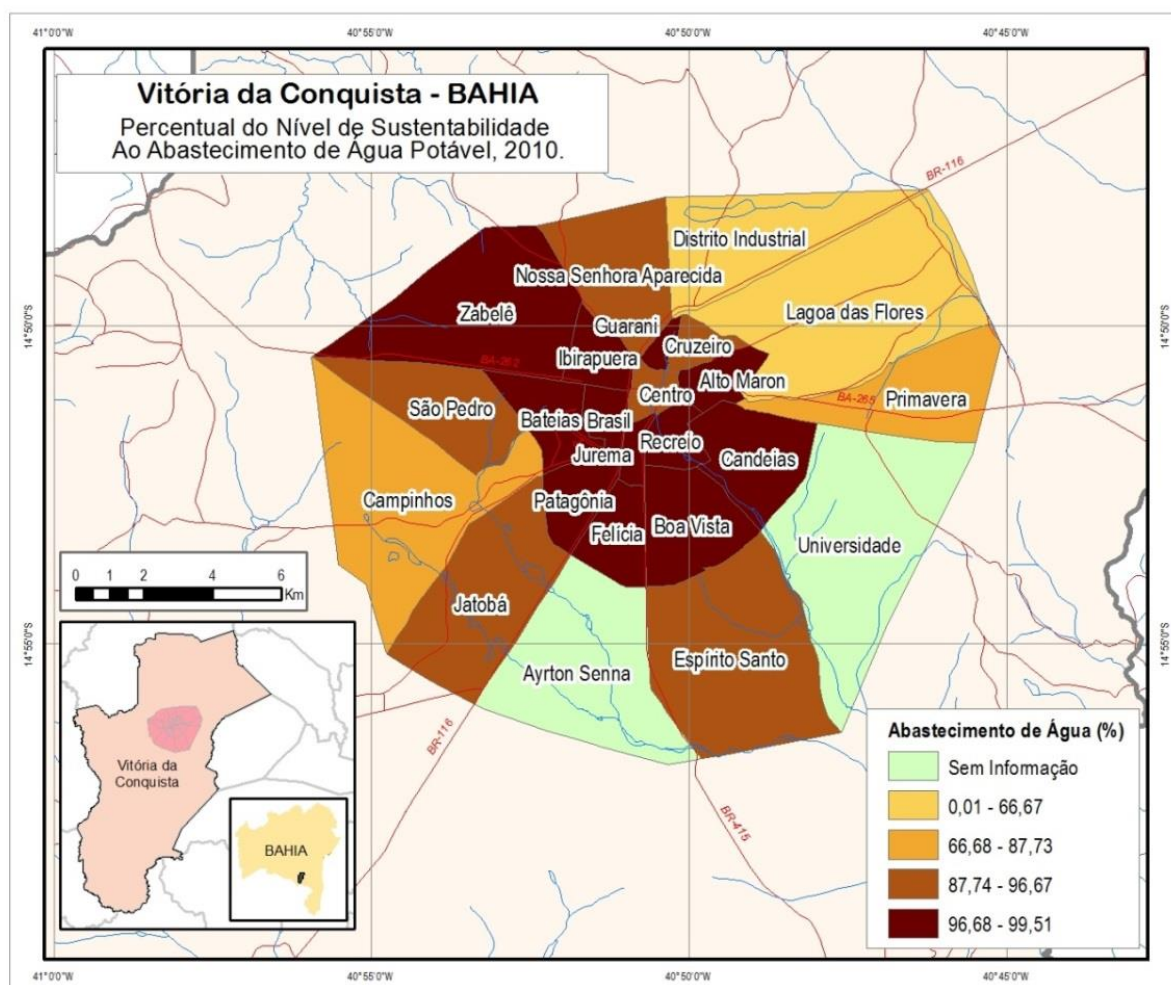 41°0'0"W
40°55'0"W
40°50'0"W
40°45'0"W
Vitória da Conquista - BAHIA
Percentual do Nível de Sustentabilidade
Ao Abastecimento de Água Potável, 2010.
BR-116
Distrito Industrial
Nossa Senhora Aparecida
Zabelê
Lagoa das Flores
14°50'0"S
14°50'0"S
Guarani
Cruzeiro
Ibirapuera
BA-262
Alto Maron
Centro
BA-265
Primavera
São Pedro
Bateias
Brasil
Recreio
Jurema
Candeias
Campinhos
Patagônia
Felícia
Boa Vista
Universidade
0 1 2 4 6
Km
Jatobá
14°55'0"S
14°55'0"S
Espírito Santo
Ayrton Senna
BR-116
BR-415
Vitória da
Conquista
BAHIA
Abastecimento de Água (%)
Sem Informação
0,01 - 66,67
66,68 - 87,73
87,74 - 96,67
96,68 - 99,51
41°0'0"W
40°55'0"W
40°50'0"W
40°45'0"W